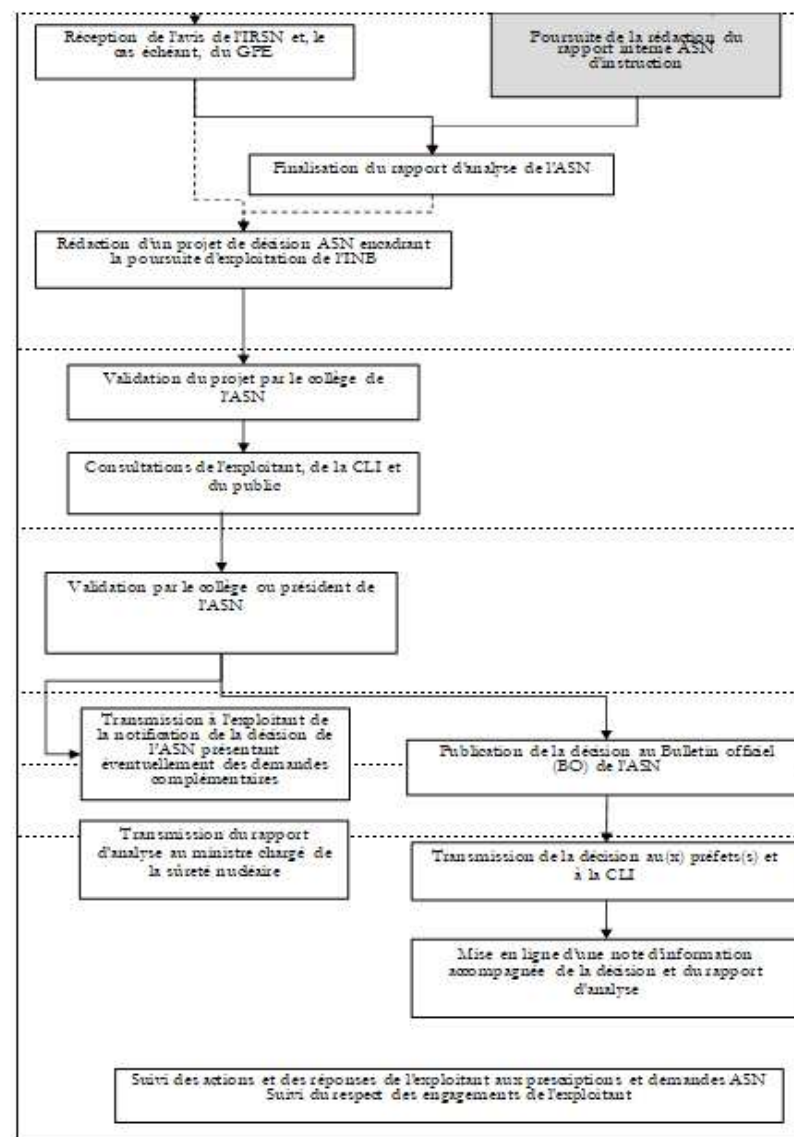 Réception de l'avis de l'IRSN et, le
cas échéant, du GPE
Poursuite de la rédaction du
rapport interne ASN
d'instruction
Finalisation du rapport d'analyse de l'ASN
Rédaction d'un projet de décision ASN encadrant
la poursuite d'exploitation de l'INB
Validation du projet par le collège de
l'ASN
Consultations de l'exploitant, de la CLI et
du public
Validation par le collège ou président de
l'ASN
Transmission à l'exploitant de
la notification de la décision de
l'ASN présentant
éventuellement des demandes
complémentaires
Publication de la décision au Bulletin officiel
(BO) de l'ASN
Transmission du rapport
d'analyse au ministre chargé de
la sûreté nucléaire
Transmission de la décision au(x) préfets(s) et
à la CLI
Mise en ligne d'une note d'information
accompagnée de la décision et du rapport
d'analyse
Suivi des actions et des réponses de l'exploitant aux prescriptions et demandes ASN
Suivi du respect des engagements de l'exploitant